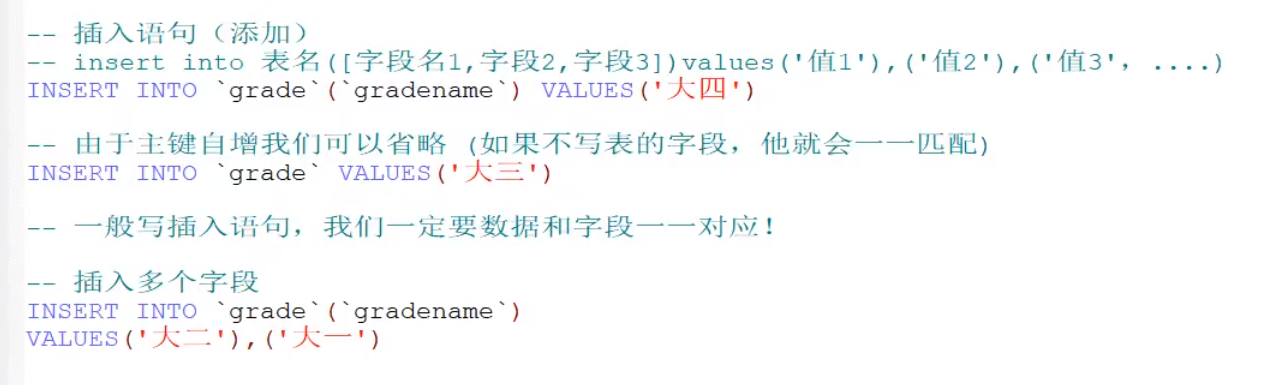 -- 插入语句（添加）
-- insert into 表名([字段名1,字段2,字段3])values('值1'),('值2'),('值3', ....)
INSERT INTO `grade`(`gradename`) VALUES('大四')
-- 由于主键自增我们可以省略 (如果不写表的字段，他就会一一匹配)
INSERT INTO `grade` VALUES('大三')
-- 一般写插入语句，我们一定要数据和字段一一对应！
-- 插入多个字段
INSERT INTO `grade`(`gradename`)
VALUES('大二'),('大一')